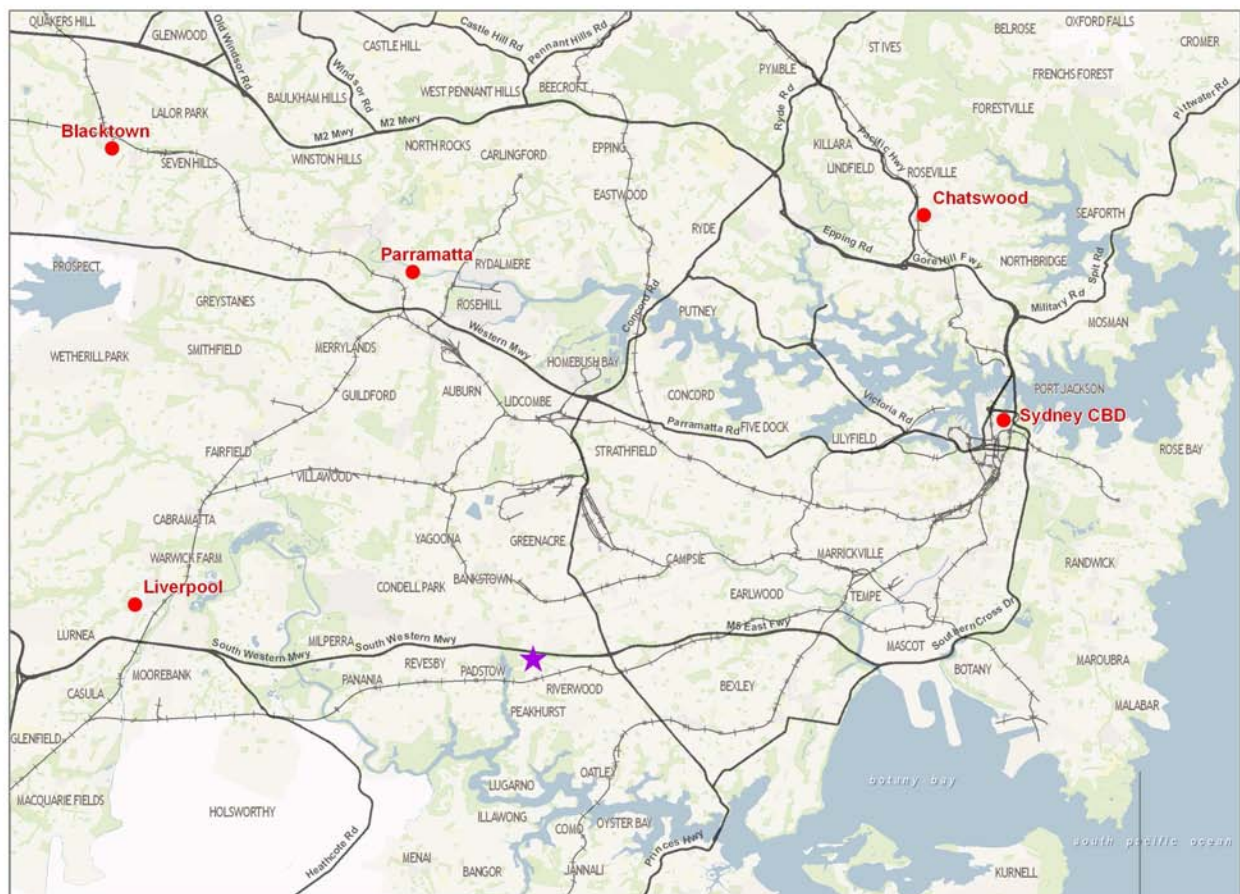 QUAKERS HILL
GLENWOOD
Old Windsor Rd
CASTLE HILL
Castle Hill Rd
Pennant Hills Rd
ST IVES
BELROSE
OXFORD FALLS
CROMER
Windsor Rd
WEST PENNANT HILLS
BEECROFT
PYMBLE
FRENCHS FOREST
Pittwater Rd
LALOR PARK
BAULKHAM HILLS
Ryde Rd
FORESTVILLE
Blacktown
M2 Mwy
M2 Mwy
SEVEN HILLS
WINSTON HILLS
NORTH ROCKS
CARLINGFORD
EPPING
KILLARA
LINDFIELD
Pacific Hwy
ROSEVILLE
EASTWOOD
Chatswood
SEAFORTH
RYDE
Epping Rd
Gore Hill Fwy
NORTHBRIDGE
Spit Rd
PROSPECT
Parramatta
RYDALMERE
GREYSTANES
ROSEHILL
Concord Rd
PUTNEY
Military Rd
MOSMAN
WETHERILL PARK
SMITHFIELD
MERRYLANDS
Western Mwy
HOMEBUSH BAY
GUILDFORD
AUBURN
LIDCOMBE
CONCORD
PORT JACKSON
Victoria Rd
Sydney CBD
Parramatta Rd
FIVE DOCK
LILYFIELD
FAIRFIELD
STRATHFIELD
ROSE BAY
VILLAWOOD
CABRAMATTA
YAGOONA
GREENACRE
WARWICK FARM
CAMPSIE
MARRICKVILLE
RANDWICK
Liverpool
CONDELL PARK
BANKSTOWN
EARLWOOD
TEMPE
LURNEA
South Western Mwy
MILPERRA
South Western Mwy
M5 East Fwy
MASCOT
Southern Cross Dr
MOOREBANK
PANANIA
REVESBY
PADSTOW
RIVERWOOD
BEXLEY
BOTANY
MAROUBRA
CASULA
PEAKHURST
MALABAR
GLENFIELD
LUGARNO
OATLEY
botany bay
MACQUARIE FIELDS
HOLSWORTHY
ILLAWONG
COMO
OYSTER BAY
Heathcote Rd
MENAI
BANGOR
JANNALI
Princes Hwy
south pacific ocean
KURNELL